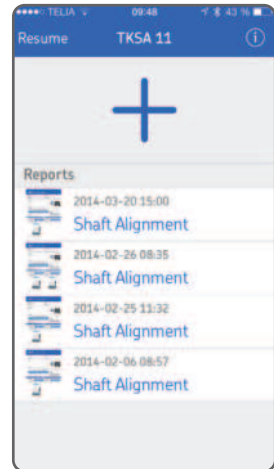 TELIA 09:48 43 %
Resume TKSA 11
Reports
2014-03-20 15:00
Shaft Alignment
2014-02-26 08:35
Shaft Alignment
2014-02-25 11:32
Shaft Alignment
2014-02-06 08:57
Shaft Alignment